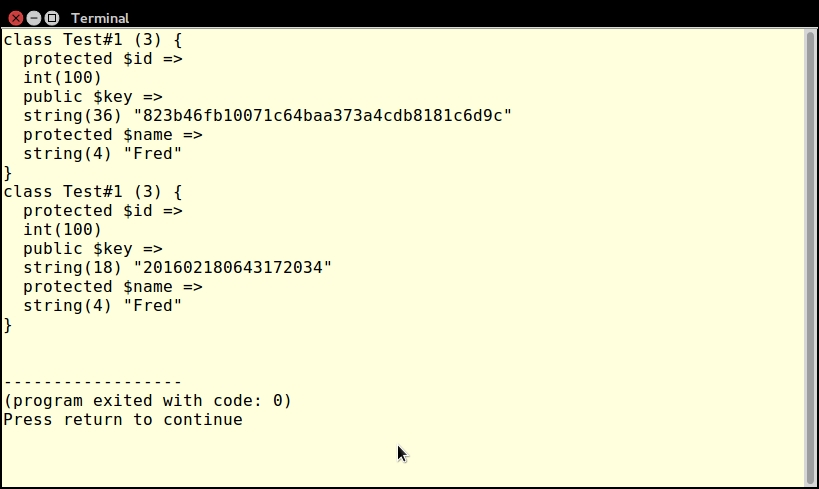 Terminal
class Test#1 (3) {
  protected $id =>
  int(100)
  public $key =>
  string(36) "823b46fb10071c64baa373a4cdb8181c6d9c"
  protected $name =>
  string(4) "Fred"
}
class Test#1 (3) {
  protected $id =>
  int(100)
  public $key =>
  string(18) "201602180643172034"
  protected $name =>
  string(4) "Fred"
}
------------------
(program exited with code: 0)
Press return to continue